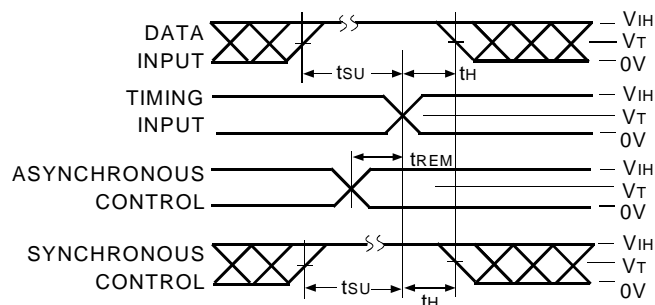 DATA
INPUT
tSU
tH
VIH
VT
0V
TIMING
INPUT
VIH
VT
0V
tREM
ASYNCHRONOUS
CONTROL
VIH
VT
0V
SYNCHRONOUS
CONTROL
tSU
tH
VIH
VT
0V